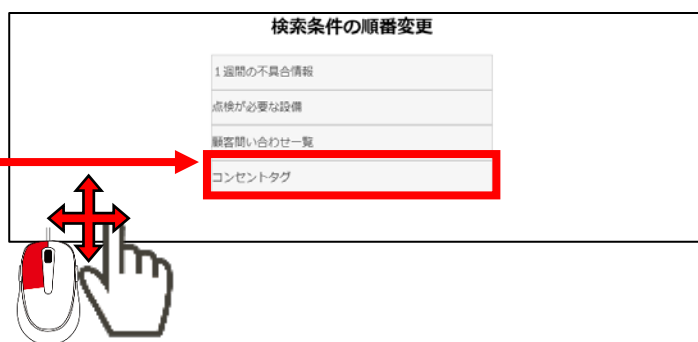 検索条件の順番変更
１週間の不具合情報
点検が必要な設備
顧客問い合わせ一覧
コンセントタグ